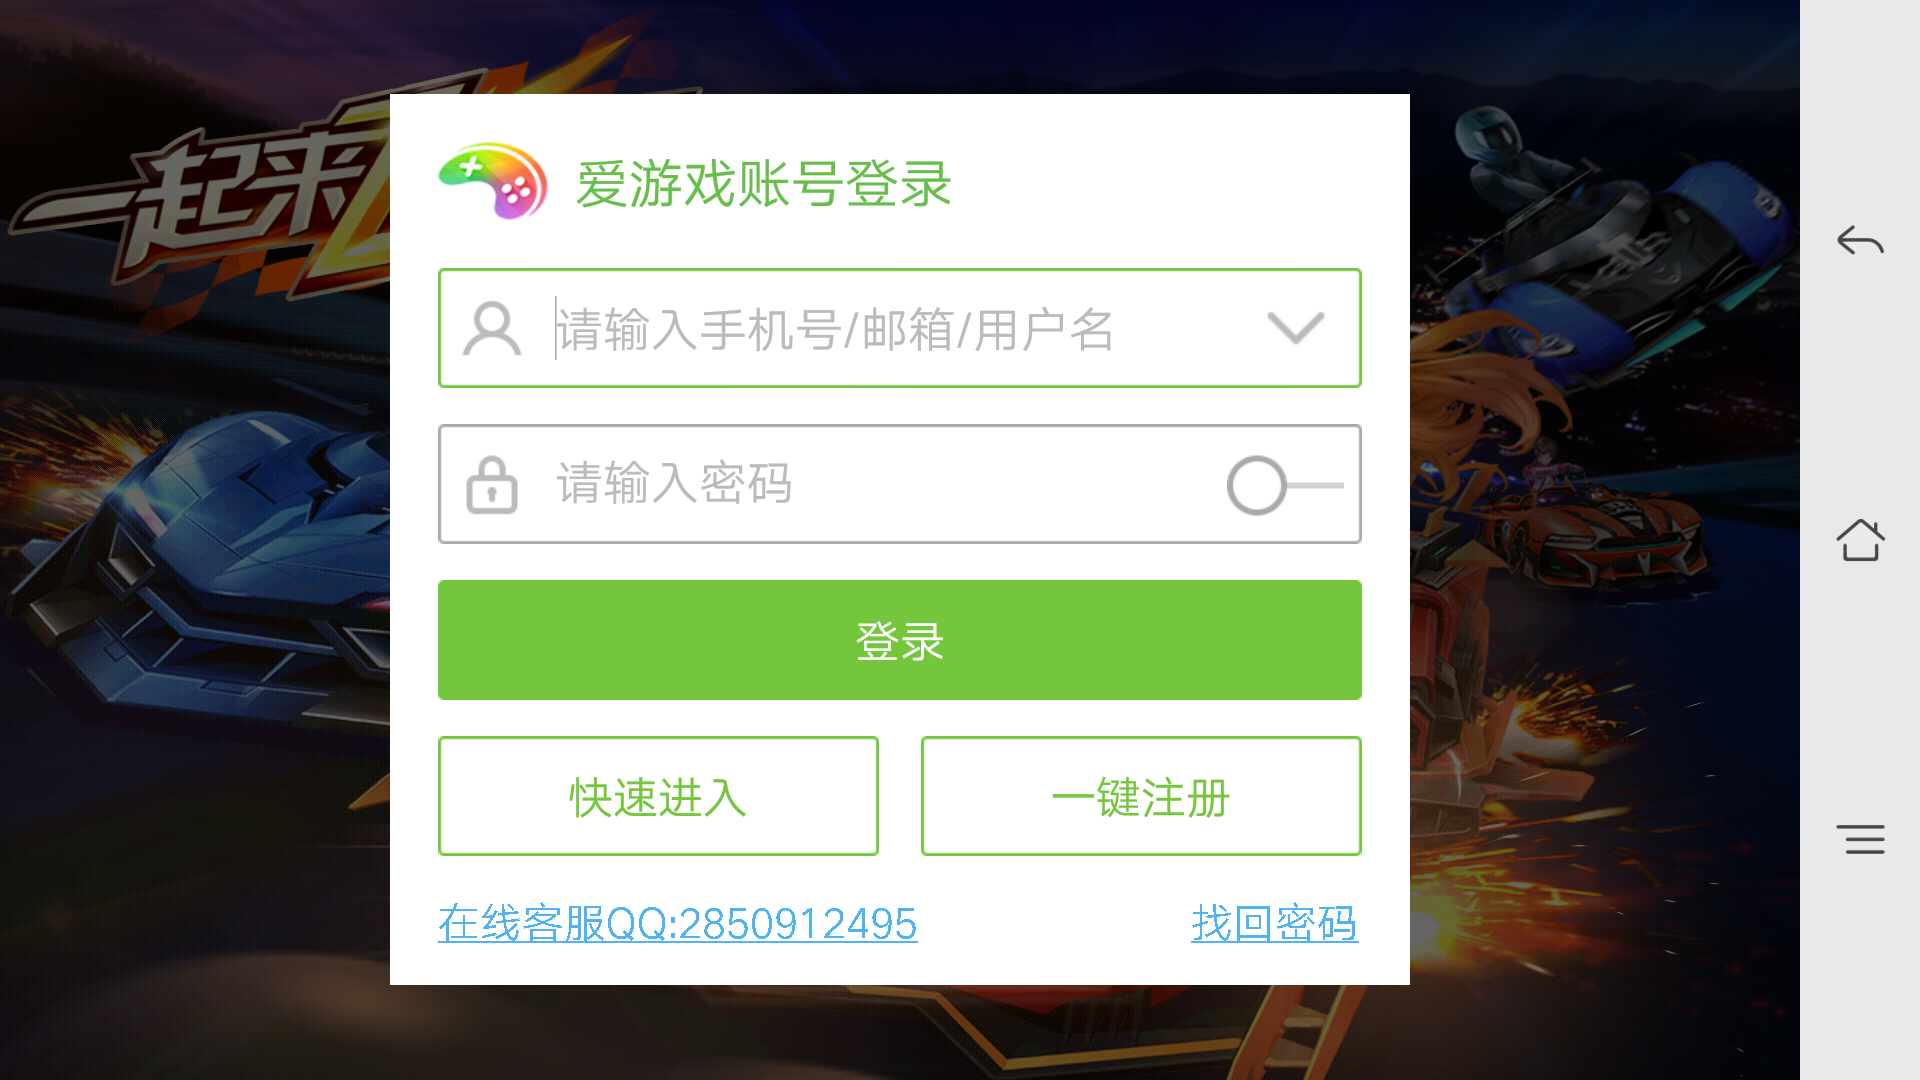 一起来
爱游戏账号登录
请输入手机号/邮箱/用户名
请输入密码
登录
快速进入
一键注册
在线客服QQ:2850912495
找回密码